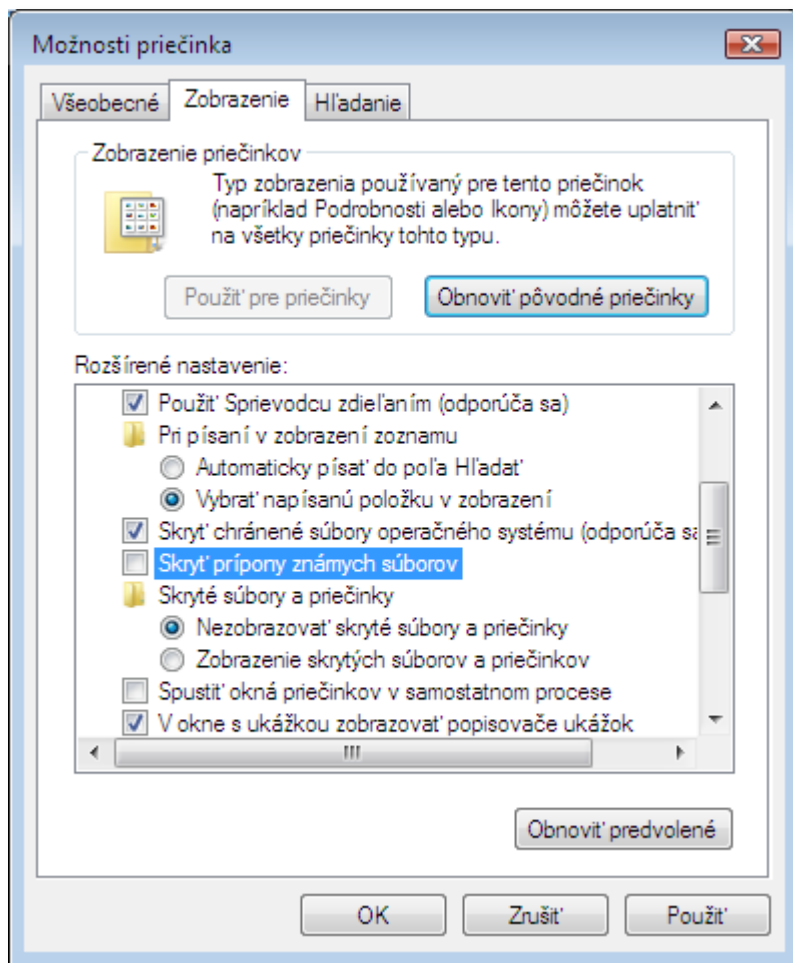 Možnosti priečinka
Všeobecné Zobrazenie Hľadanie
Zobrazenie priečinkov
Typ zobrazenia používaný pre tento priečinok
(napríklad Podrobnosti alebo Ikony) môžete uplatniť
na všetky priečinky tohto typu.
Použiť pre priečinky Obnoviť pôvodné priečinky
Rozšírené nastavenie:
Použiť Sprievodcu zdieľaním (odporúča sa)
Pri písaní v zobrazení zoznamu
Automaticky písať do poľa Hľadať
Vybrať napísanú položku v zobrazení
Skryť chránené súbory operačného systému (odporúča sa
Skryť prípony známych súborov
Skryté súbory a priečinky
Nezobrazovať skryté súbory a priečinky
Zobrazenie skrytých súborov a priečinkov
Spustiť okná priečinkov v samostatnom procese
V okne s ukážkou zobrazovať popisovače ukážok
Obnoviť predvolené
OK Zrušiť Použiť